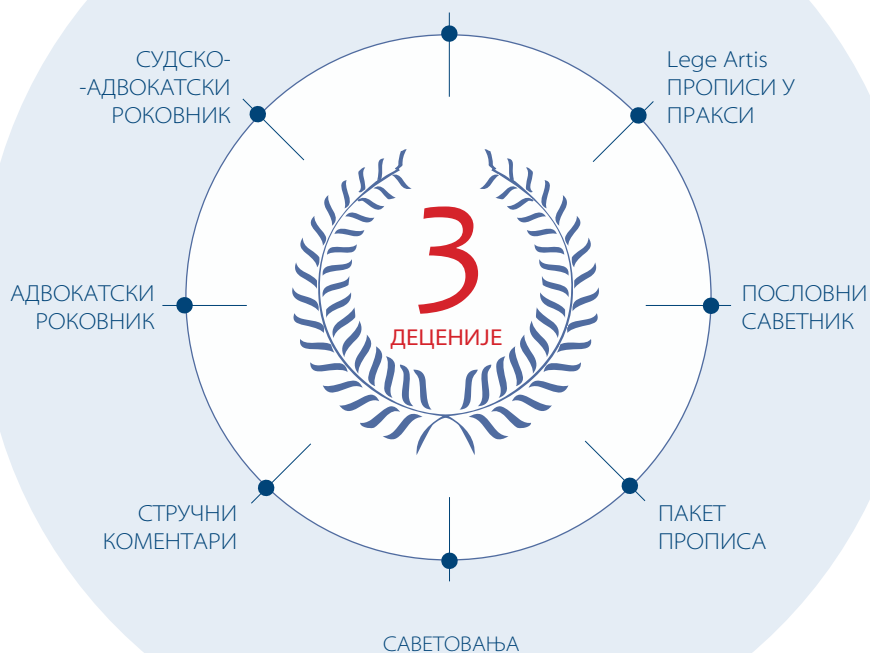 СУДСКО-
-АДВОКАТСКИ
РОКОВНИК
Lege Artis
ПРОПИСИ У
ПРАКСИ
3
ДЕЦЕНИЈЕ
АДВОКАТСКИ
РОКОВНИК
ПОСЛОВНИ
САВЕТНИК
СТРУЧНИ
КОМЕНТАРИ
ПАКЕТ
ПРОПИСА
САВЕТОВАЊА